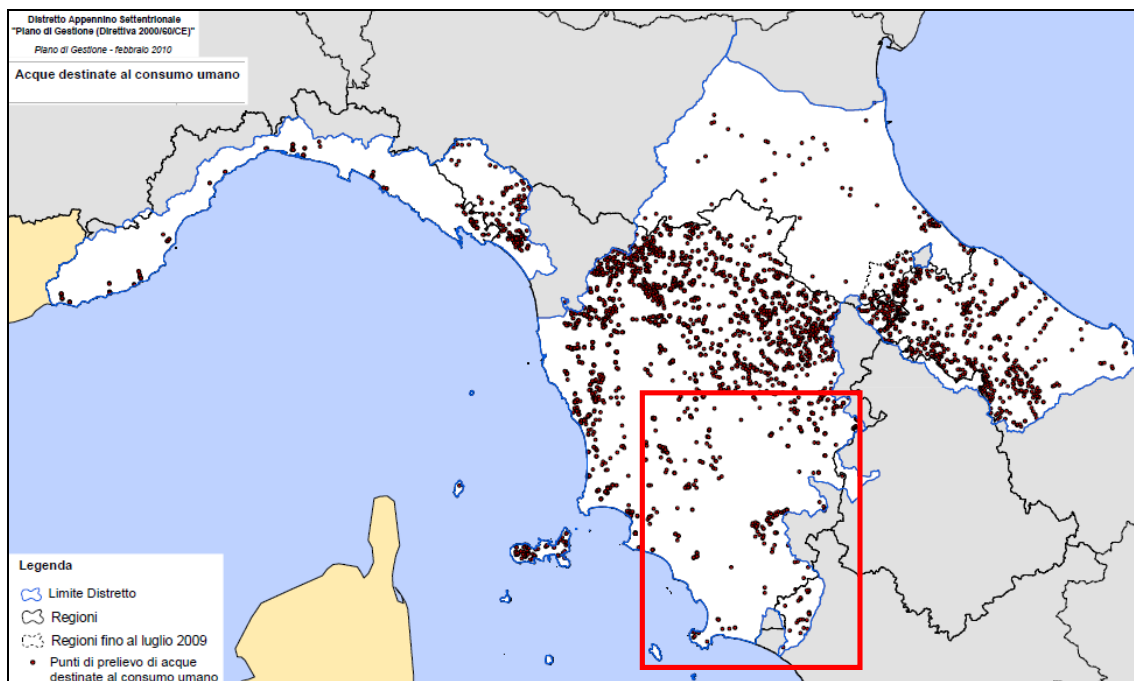 Distretto Appennino Settentrionale
"Piano di Gestione (Direttiva 2000/60/CE)"
Piano di Gestione - febbraio 2010
Acque destinate al consumo umano
Legenda
Limite Distretto
Regioni
Regioni fino al luglio 2009
Punti di prelievo di acque
destinate al consumo umano